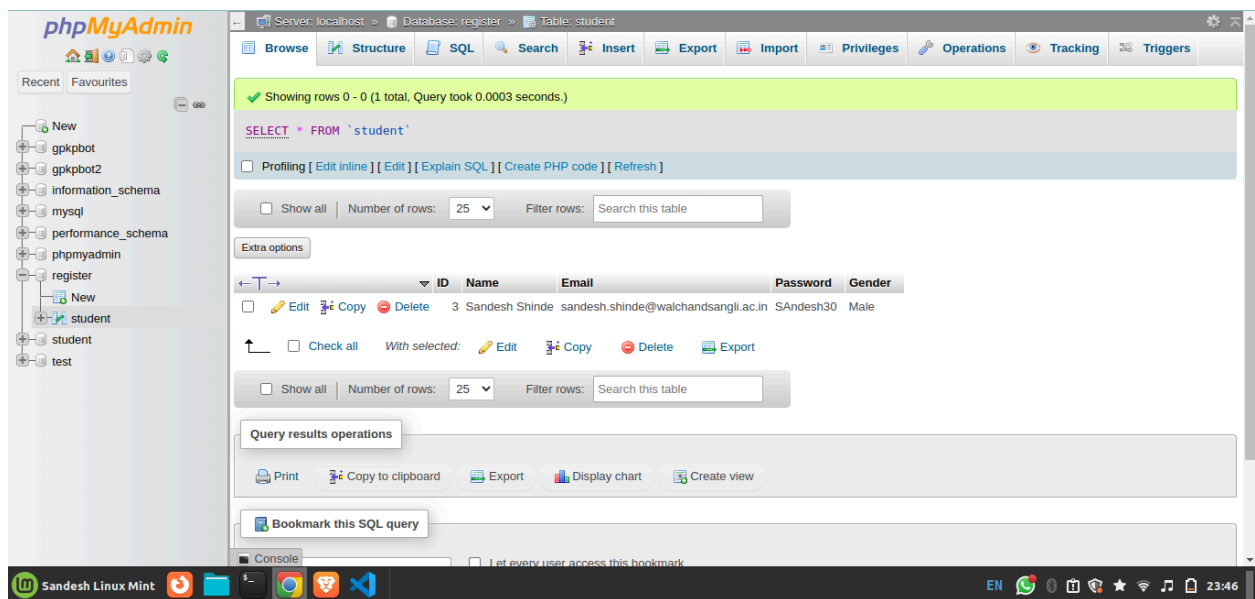 phpMyAdmin
Recent Favourites
New
gpkpbot
gpkpbot2
information_schema
mysql
performance_schema
phpmyadmin
register
New
student
student
test
Server: localhost » Database: register » Table: student
Browse Structure SQL Search Insert Export Import Privileges Operations Tracking Triggers
Showing rows 0 - 0 (1 total, Query took 0.0003 seconds.)
SELECT * FROM `student`
Profiling [ Edit inline ] [ Edit ] [ Explain SQL ] [ Create PHP code ] [ Refresh ]
Show all | Number of rows: 25 Filter rows: Search this table
Extra options
←T→ ID Name Email Password Gender
Edit Copy Delete 3 Sandesh Shinde sandesh.shinde@walchandsangli.ac.in SAndesh30 Male
Check all With selected: Edit Copy Delete Export
Show all | Number of rows: 25 Filter rows: Search this table
Query results operations
Print Copy to clipboard Export Display chart Create view
Bookmark this SQL query
Console
Let every user access this bookmark
Sandesh Linux Mint EN 23:46